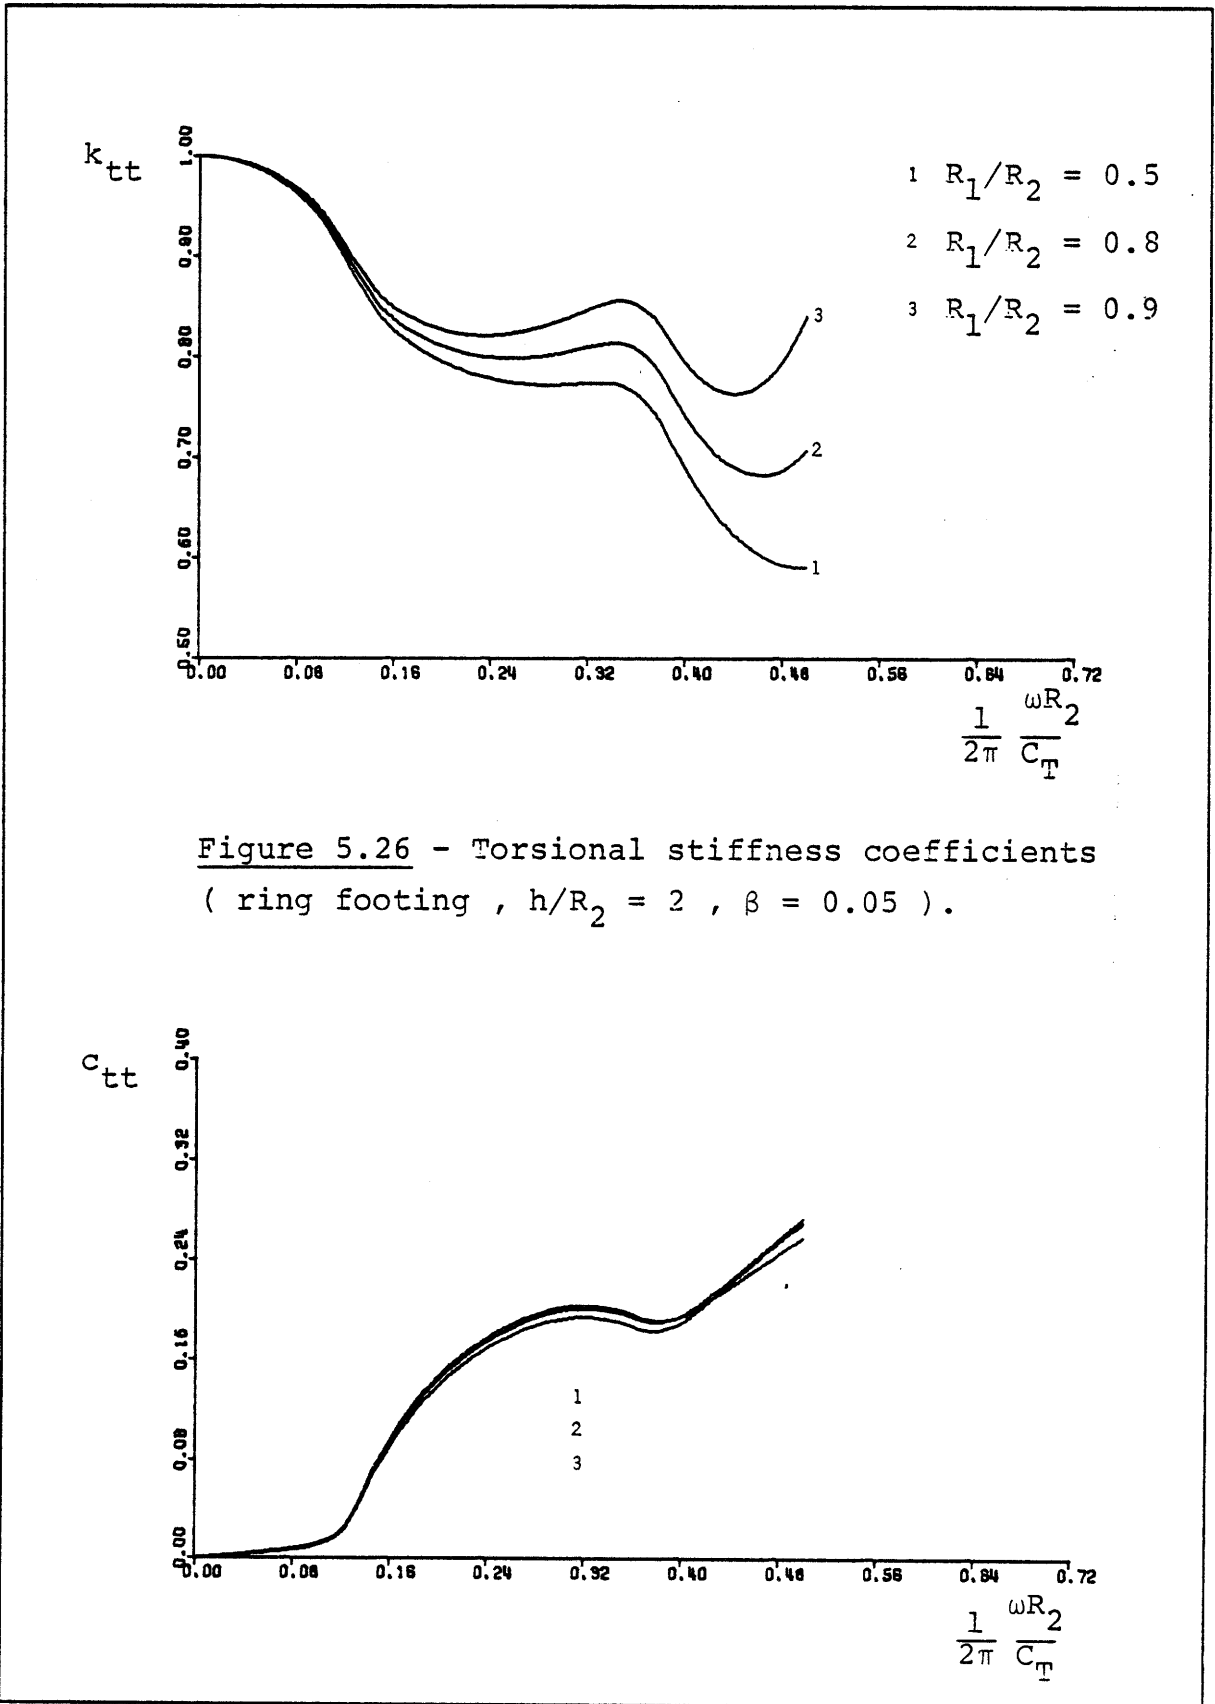 k_tt
1.00
0.90
0.80
0.70
0.60
0.50
1 R_1/R_2 = 0.5
2 R_1/R_2 = 0.8
3 R_1/R_2 = 0.9
3
2
1
0.00 0.08 0.16 0.24 0.32 0.40 0.48 0.56 0.64 0.72
1/2π ωR_2/C_T
Figure 5.26 - Torsional stiffness coefficients
( ring footing , h/R_2 = 2 , β = 0.05 ).
c_tt
0.40
0.32
0.24
0.16
0.08
0.00
1
2
3
0.00 0.08 0.16 0.24 0.32 0.40 0.48 0.56 0.64 0.72
1/2π ωR_2/C_T